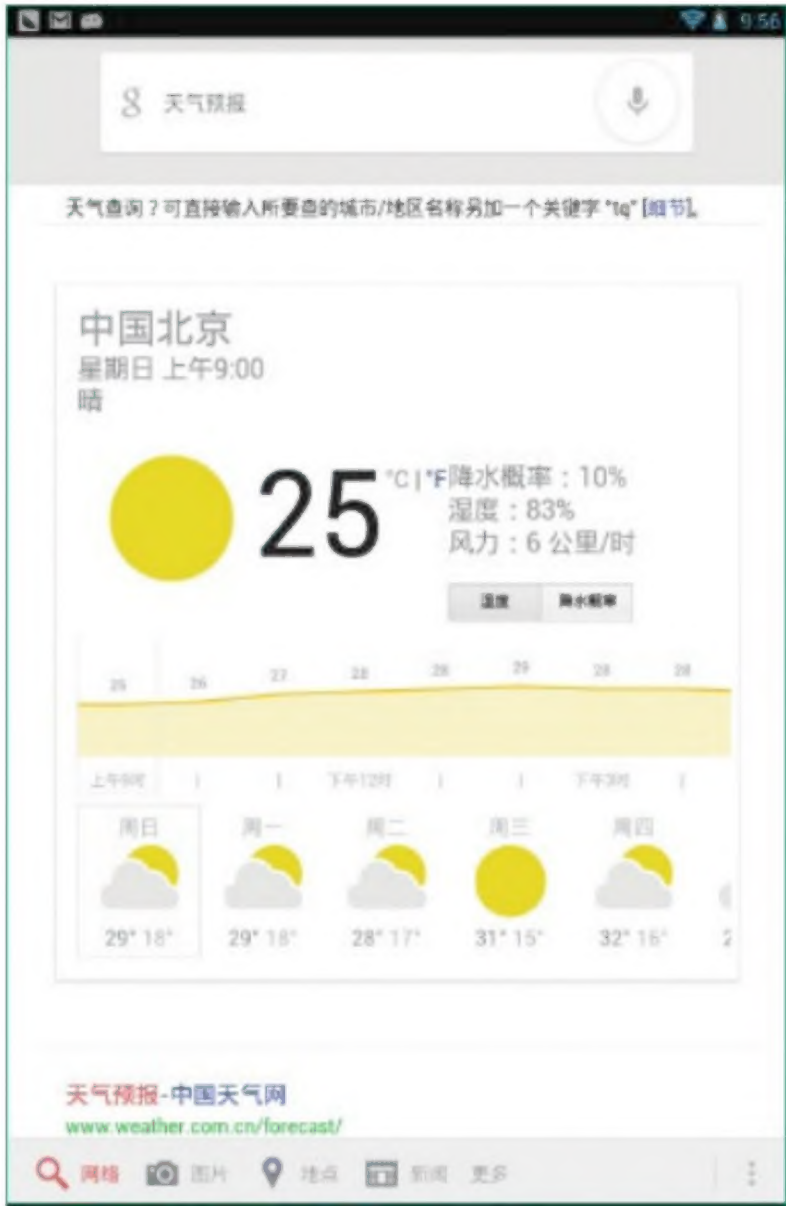 9:56
8 天气预报
天气查询？可直接输入所要查的城市/地区名称另加一个关键字 "tq" [细节]。
中国北京
星期日 上午9:00
晴
25 °C | °F
降水概率：10%
湿度：83%
风力：6 公里/时
温度 降水概率
25 26 27 28 28 29 28 28
上午9时 下午12时 下午3时
周日 周一 周二 周三 周四
29° 18° 29° 18° 28° 17° 31° 15° 32° 16° 2
天气预报-中国天气网
www.weather.com.cn/forecast/
网络 图片 地点 新闻 更多